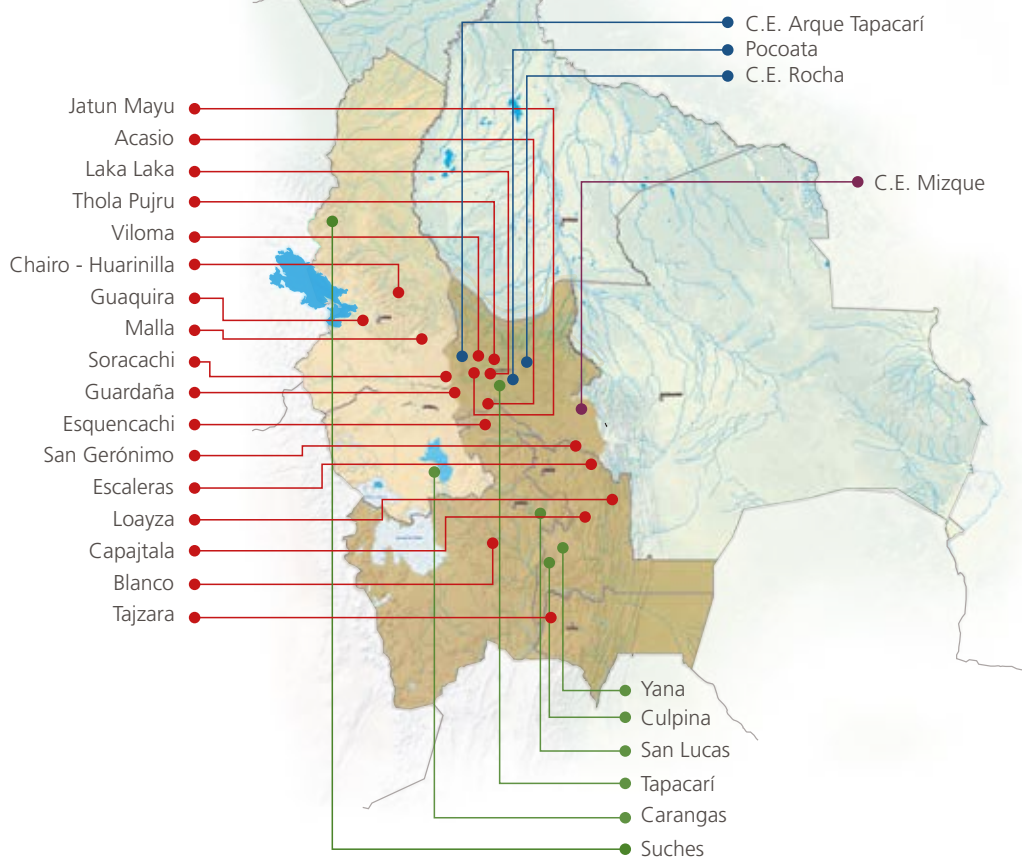 C.E. Arque Tapacarí
Pocoata
C.E. Rocha
Jatun Mayu
Acasio
Laka Laka
Thola Pujru
Viloma
Chairo - Huarinilla
Guaquira
Malla
Soracachi
Guardaña
Esquencachi
San Gerónimo
Escaleras
Loayza
Capajtala
Blanco
Tajzara
C.E. Mizque
Yana
Culpina
San Lucas
Tapacarí
Carangas
Suches